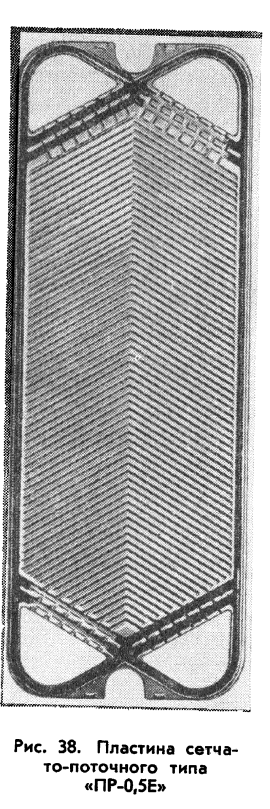 Рис. 38. Пластина сетча-
то-поточного типа
«ПР-0,5Е»